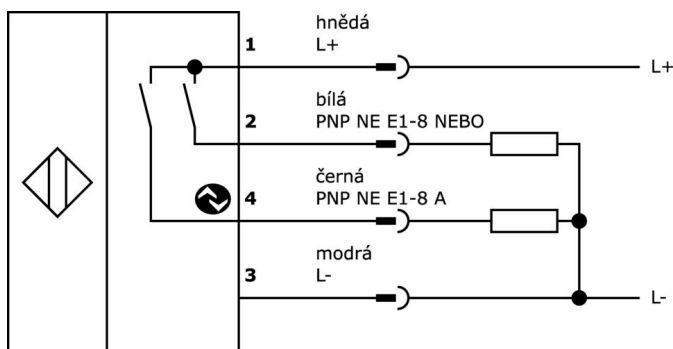 hnědá
1 L+
L+
bílá
2 PNP NE E1-8 NEBO
černá
4 PNP NE E1-8 A
modrá
3 L-
L-